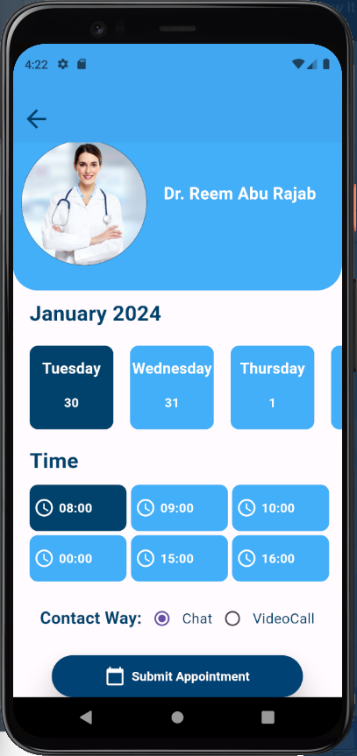 4:22
Dr. Reem Abu Rajab
January 2024
Tuesday Wednesday Thursday
30 31 1
Time
08:00 09:00 10:00
00:00 15:00 16:00
Contact Way: Chat VideoCall
Submit Appointment